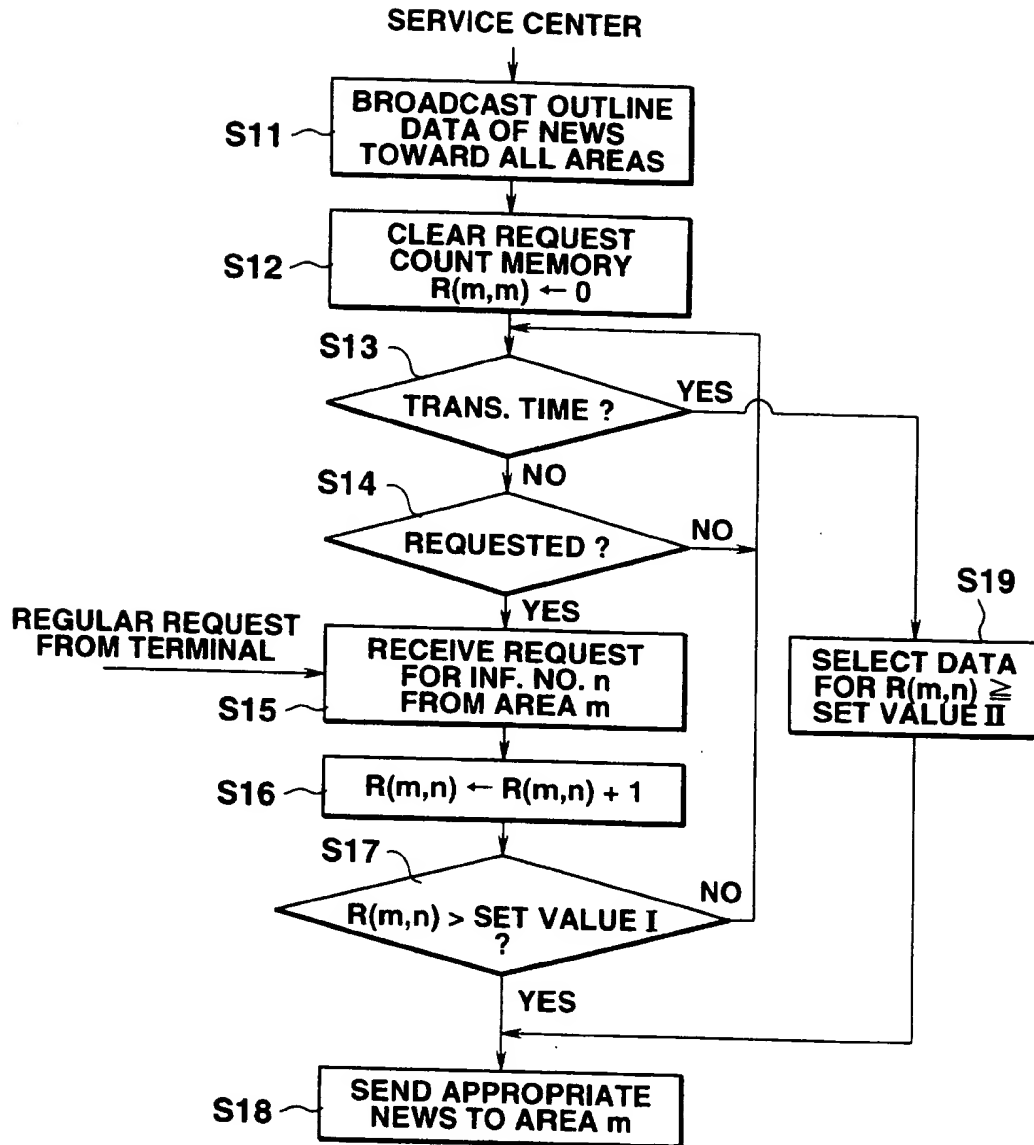 SERVICE CENTER
S11
BROADCAST OUTLINE
DATA OF NEWS
TOWARD ALL AREAS
S12
CLEAR REQUEST
COUNT MEMORY
R(m,m) ← 0
S13
TRANS. TIME ?
YES
NO
S14
REQUESTED ?
NO
YES
REGULAR REQUEST
FROM TERMINAL
S15
RECEIVE REQUEST
FOR INF. NO. n
FROM AREA m
S19
SELECT DATA
FOR R(m,n) ≧
SET VALUE II
S16
R(m,n) ← R(m,n) + 1
S17
R(m,n) > SET VALUE I
?
NO
YES
S18
SEND APPROPRIATE
NEWS TO AREA m